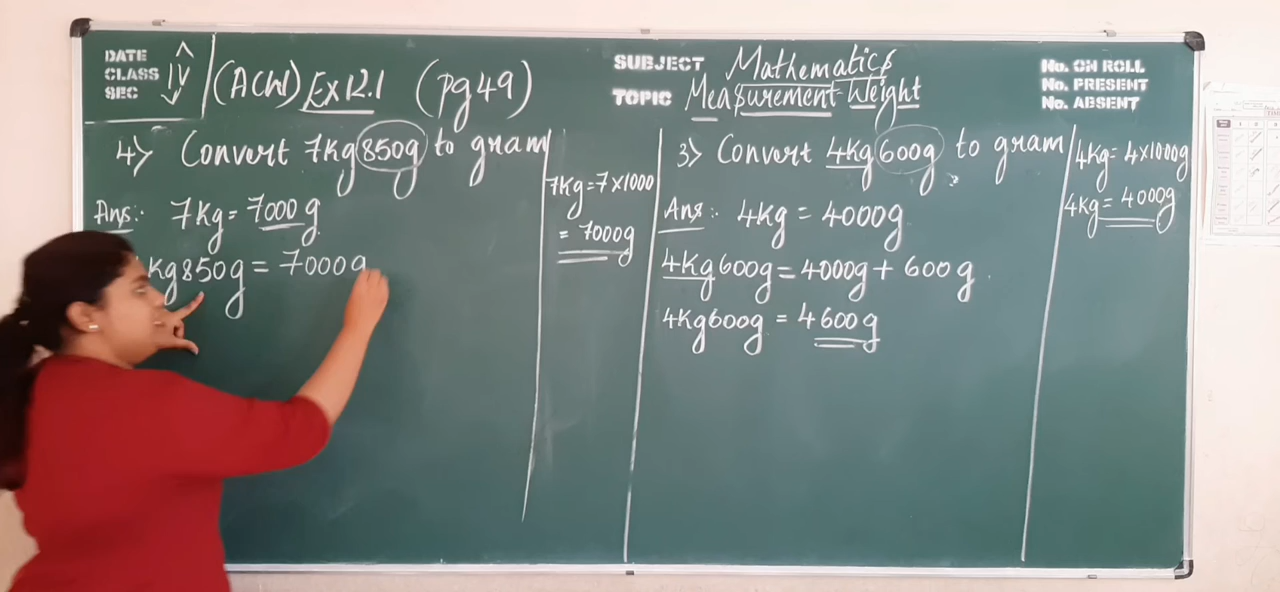 DATE
CLASS IV
SEC
(ACW) Ex 12.1 (pg 49)
SUBJECT Mathematics
TOPIC Measurement Weight
No. ON ROLL
No. PRESENT
No. ABSENT
4) Convert 7kg 850g to gram
Ans:- 7Kg = 7000 g
kg 850g = 7000g
7Kg = 7 × 1000
= 7000g
3) Convert 4kg 600g to gram
Ans:- 4kg = 4000g
4Kg 600g = 4000g + 600 g
4Kg 600g = 4600g
4Kg = 4 × 1000g
4Kg = 4000g